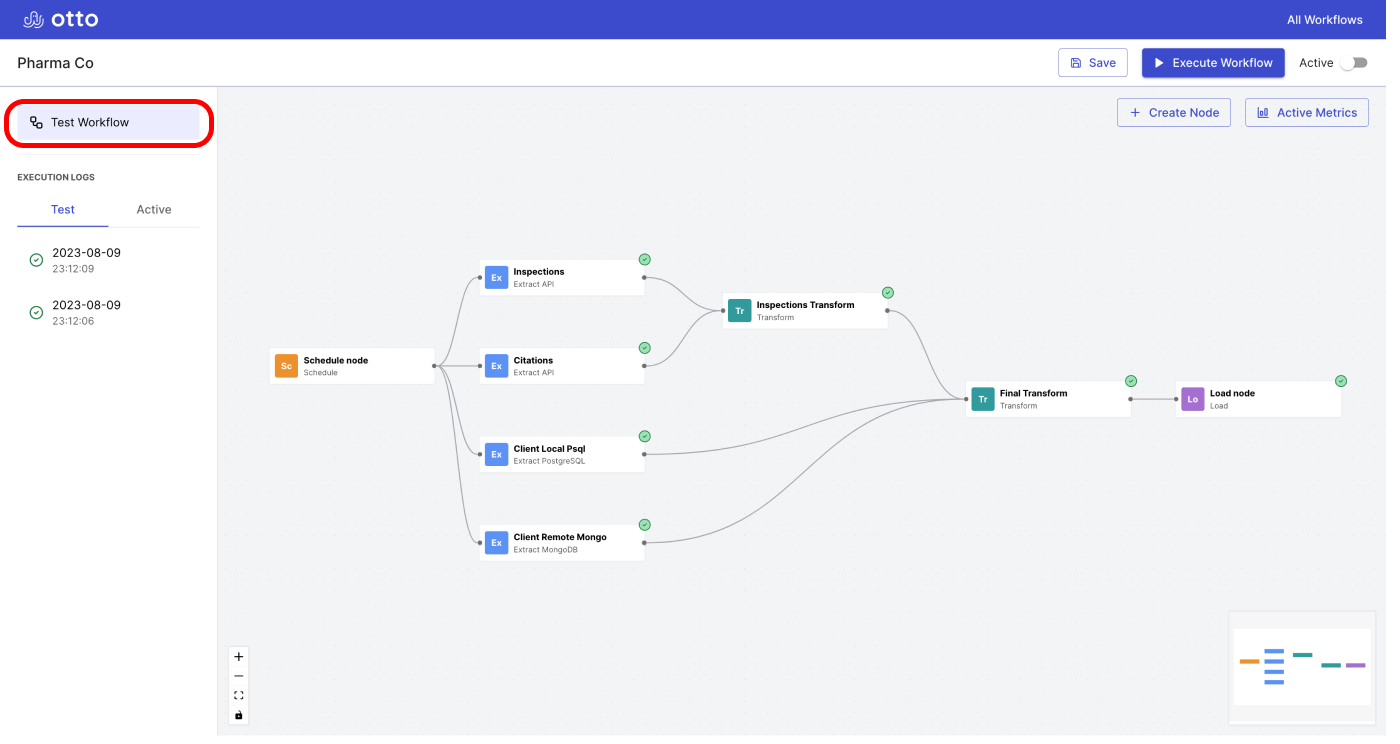 otto
All Workflows
Pharma Co
Save
Execute Workflow
Active
Test Workflow
Create Node
Active Metrics
EXECUTION LOGS
Test
Active
2023-08-09
23:12:09
2023-08-09
23:12:06
Sc
Schedule node
Schedule
Ex
Inspections
Extract API
Ex
Citations
Extract API
Ex
Client Local Psql
Extract PostgreSQL
Ex
Client Remote Mongo
Extract MongoDB
Tr
Inspections Transform
Transform
Tr
Final Transform
Transform
Lo
Load node
Load